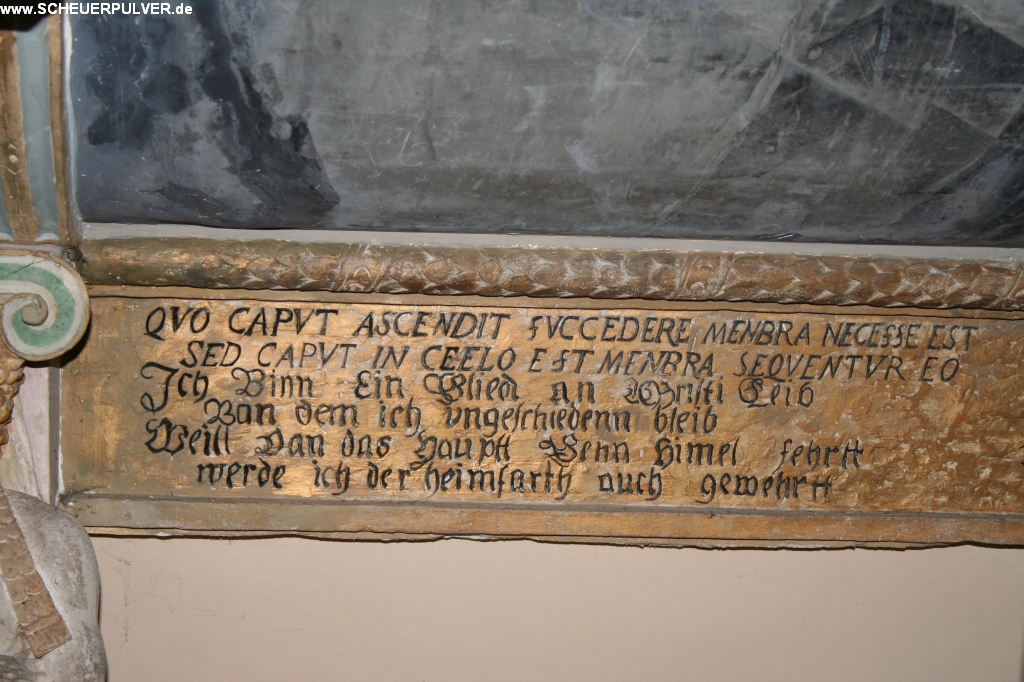 www.SCHEUERPULVER.de
QVO CAPVT ASCENDIT SVCCEDERE MENBRA NECESSE EST
SED CAPVT IN CEELO EST MENBRA SEQVENTVR EO
Ich Binn Ein Glied an Christi Leib
Van dem ich vngeschiedenn bleib
Weill Dan das Hauptt Genn Himel fehrtt
werde ich der heimfarth auch gewehrtt